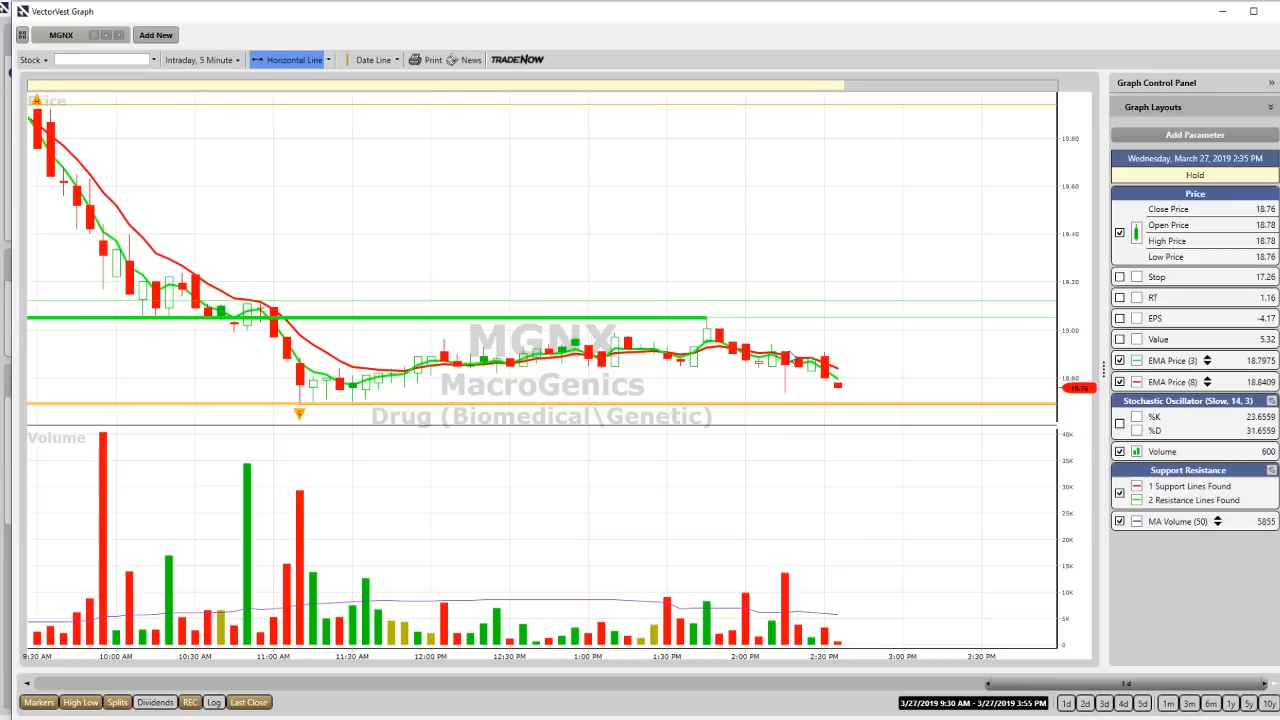 VectorVest Graph
MGNX
Add New
Stock
Intraday, 5 Minute
Horizontal Line
Date Line
Print
News
TRADENOW
Price
H
19.80
19.60
19.40
19.20
19.00
18.80
18.76
MGNX
MacroGenics
Drug (Biomedical\Genetic)
L
Volume
40K
35K
30K
25K
20K
15K
10K
5K
0
9:30 AM 10:00 AM 10:30 AM 11:00 AM 11:30 AM 12:00 PM 12:30 PM 1:00 PM 1:30 PM 2:00 PM 2:30 PM 3:00 PM 3:30 PM
1 d
Markers High Low Splits Dividends REC Log Last Close
3/27/2019 9:30 AM - 3/27/2019 3:55 PM
1d 2d 3d 4d 5d 1m 3m 6m 1y 5y 10y
Graph Control Panel
Graph Layouts
Add Parameter
Wednesday, March 27, 2019 2:35 PM
Hold
Price
Close Price 18.76
Open Price 18.78
High Price 18.78
Low Price 18.76
Stop 17.26
RT 1.16
EPS -4.17
Value 5.32
EMA Price (3) 18.7975
EMA Price (8) 18.8409
Stochastic Oscillator (Slow, 14, 3)
%K 23.6559
%D 31.6559
Volume 600
Support Resistance
1 Support Lines Found
2 Resistance Lines Found
MA Volume (50) 5855